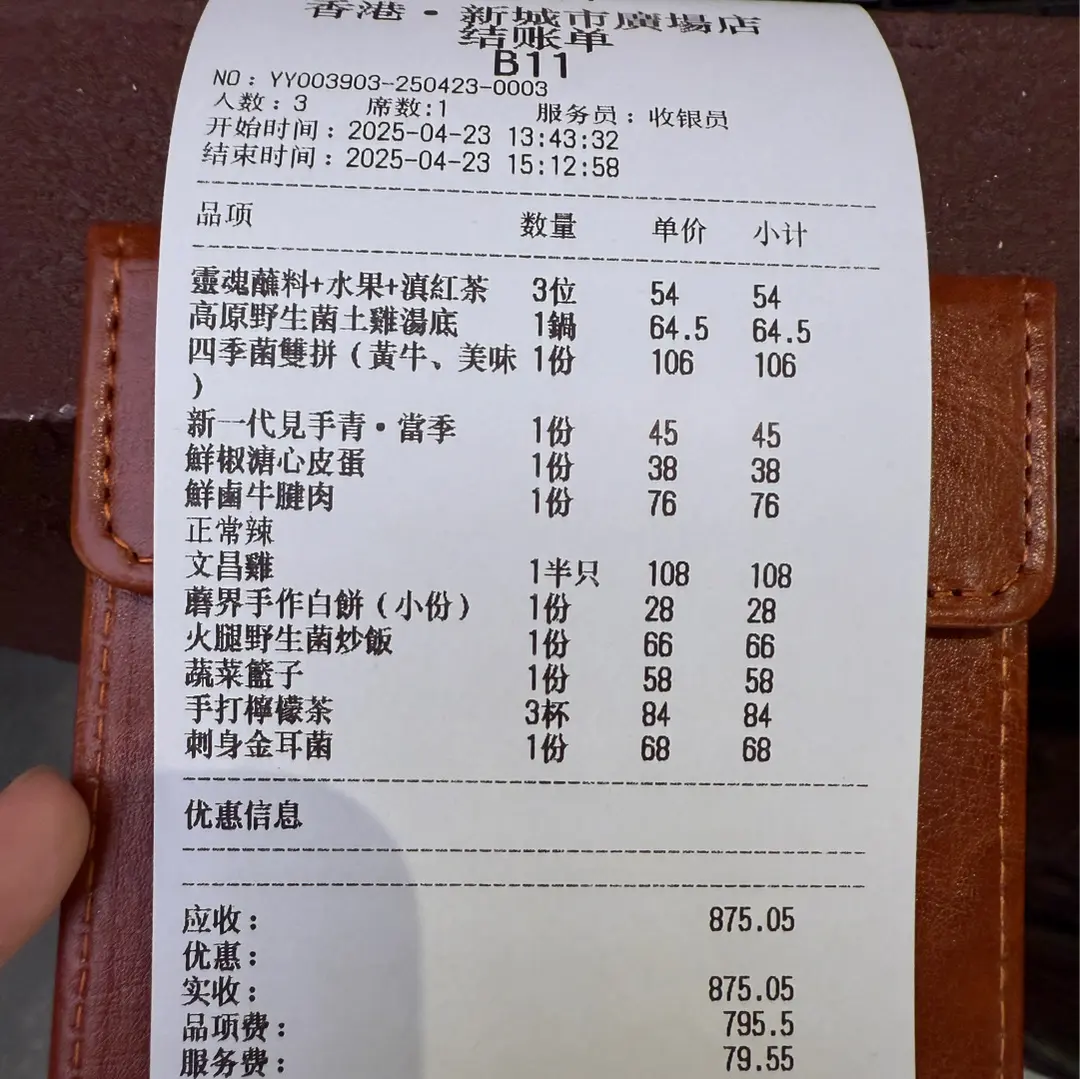 香港・新城市廣場店
结账单
B11
NO：YY003903-250423-0003
人数：3 席数:1 服务员：收银员
开始时间：2025-04-23 13:43:32
结束时间：2025-04-23 15:12:58
品项 数量 单价 小计
靈魂蘸料+水果+滇紅茶 3位 54 54
高原野生菌土雞湯底 1鍋 64.5 64.5
四季菌雙拼（黃牛、美味 1份 106 106
）
新一代見手青・當季 1份 45 45
鮮椒溏心皮蛋 1份 38 38
鮮鹵牛腱肉 1份 76 76
正常辣
文昌雞 1半只 108 108
蘑界手作白餅（小份） 1份 28 28
火腿野生菌炒飯 1份 66 66
蔬菜籃子 1份 58 58
手打檸檬茶 3杯 84 84
刺身金耳菌 1份 68 68
优惠信息
应收： 875.05
优惠：
实收： 875.05
品项费： 795.5
服务费： 79.55